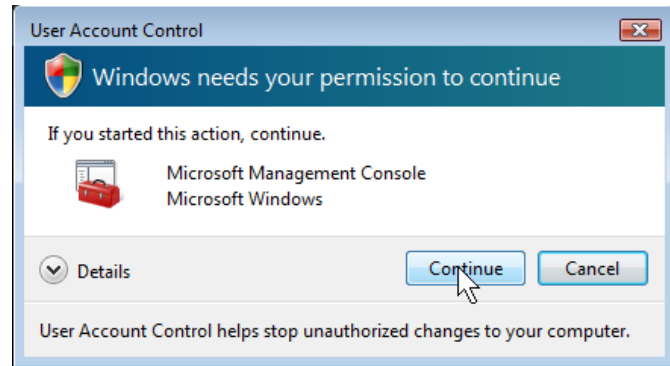 User Account Control
Windows needs your permission to continue
If you started this action, continue.
Microsoft Management Console
Microsoft Windows
Details
Continue
Cancel
User Account Control helps stop unauthorized changes to your computer.